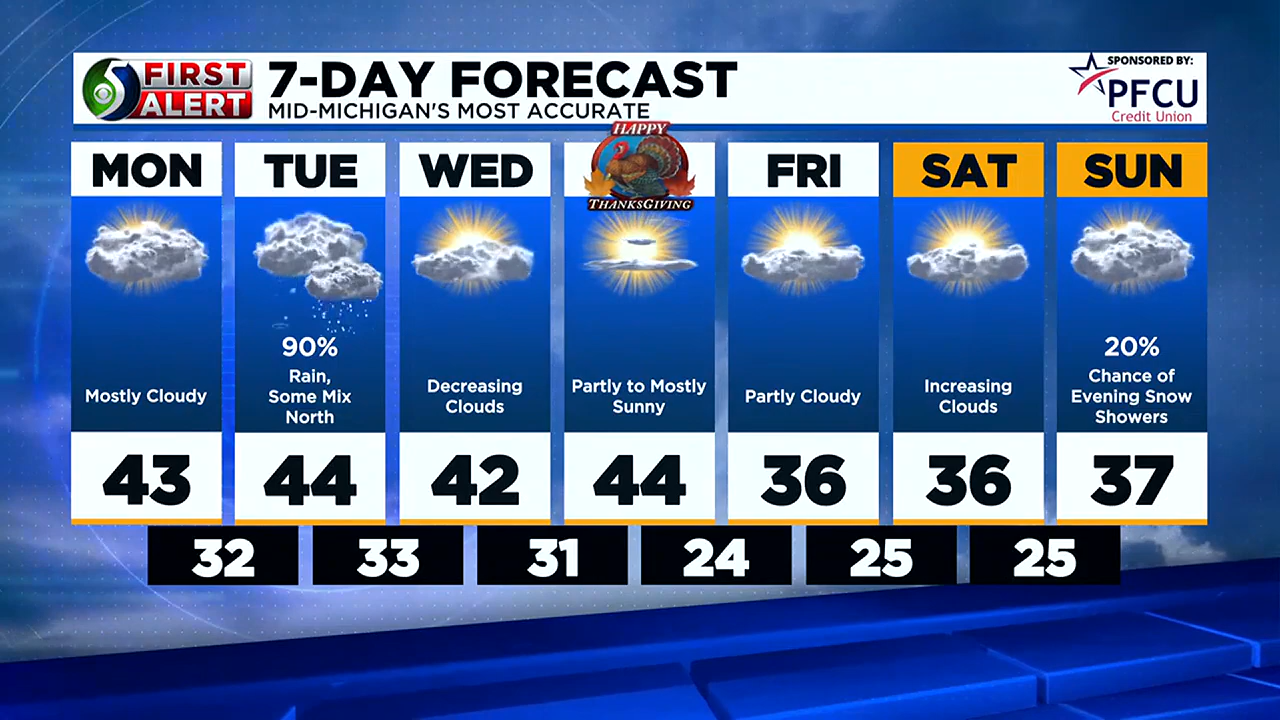 5 FIRST
ALERT
7-DAY FORECAST
MID-MICHIGAN'S MOST ACCURATE
SPONSORED BY:
PFCU
Credit Union
MON
TUE
WED
HAPPY
THANKSGIVING
FRI
SAT
SUN
Mostly Cloudy
90%
Rain,
Some Mix
North
Decreasing
Clouds
Partly to Mostly
Sunny
Partly Cloudy
Increasing
Clouds
20%
Chance of
Evening Snow
Showers
43
44
42
44
36
36
37
32
33
31
24
25
25